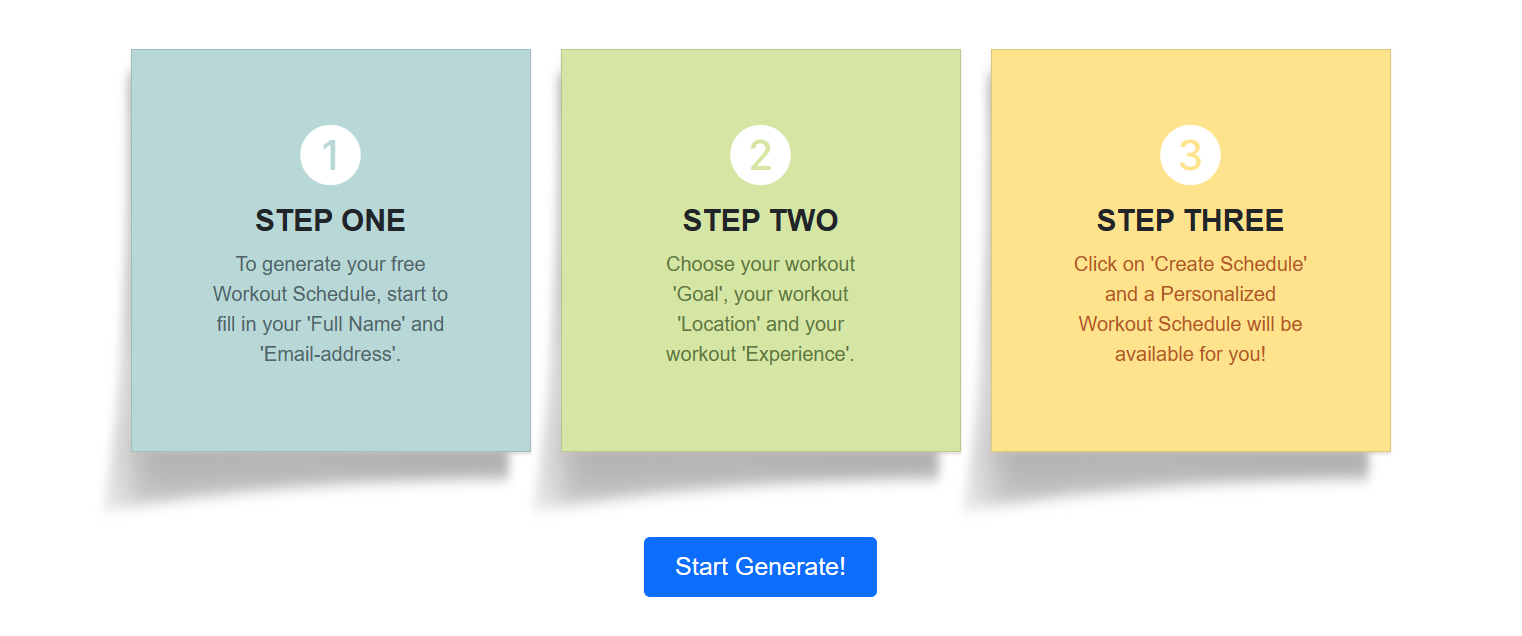 1
STEP ONE
To generate your free
Workout Schedule, start to
fill in your 'Full Name' and
'Email-address'.
2
STEP TWO
Choose your workout
'Goal', your workout
'Location' and your
workout 'Experience'.
3
STEP THREE
Click on 'Create Schedule'
and a Personalized
Workout Schedule will be
available for you!
Start Generate!